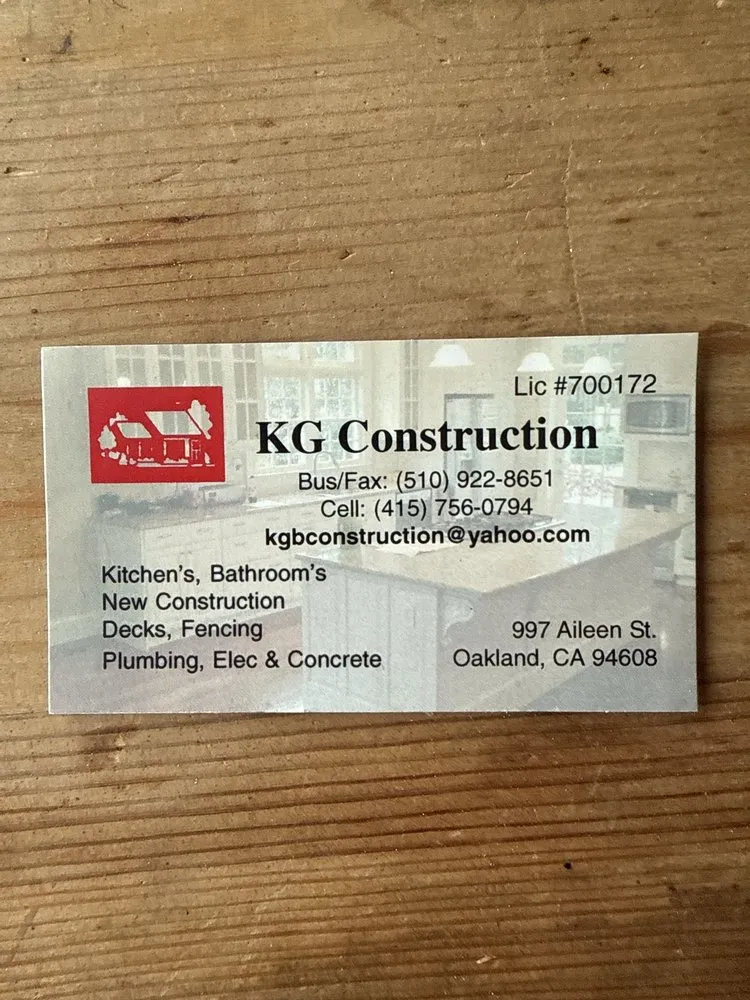 Lic #700172
KG Construction
Bus/Fax: (510) 922-8651
Cell: (415) 756-0794
kgbconstruction@yahoo.com
Kitchen's, Bathroom's
New Construction
Decks, Fencing
Plumbing, Elec & Concrete
997 Aileen St.
Oakland, CA 94608